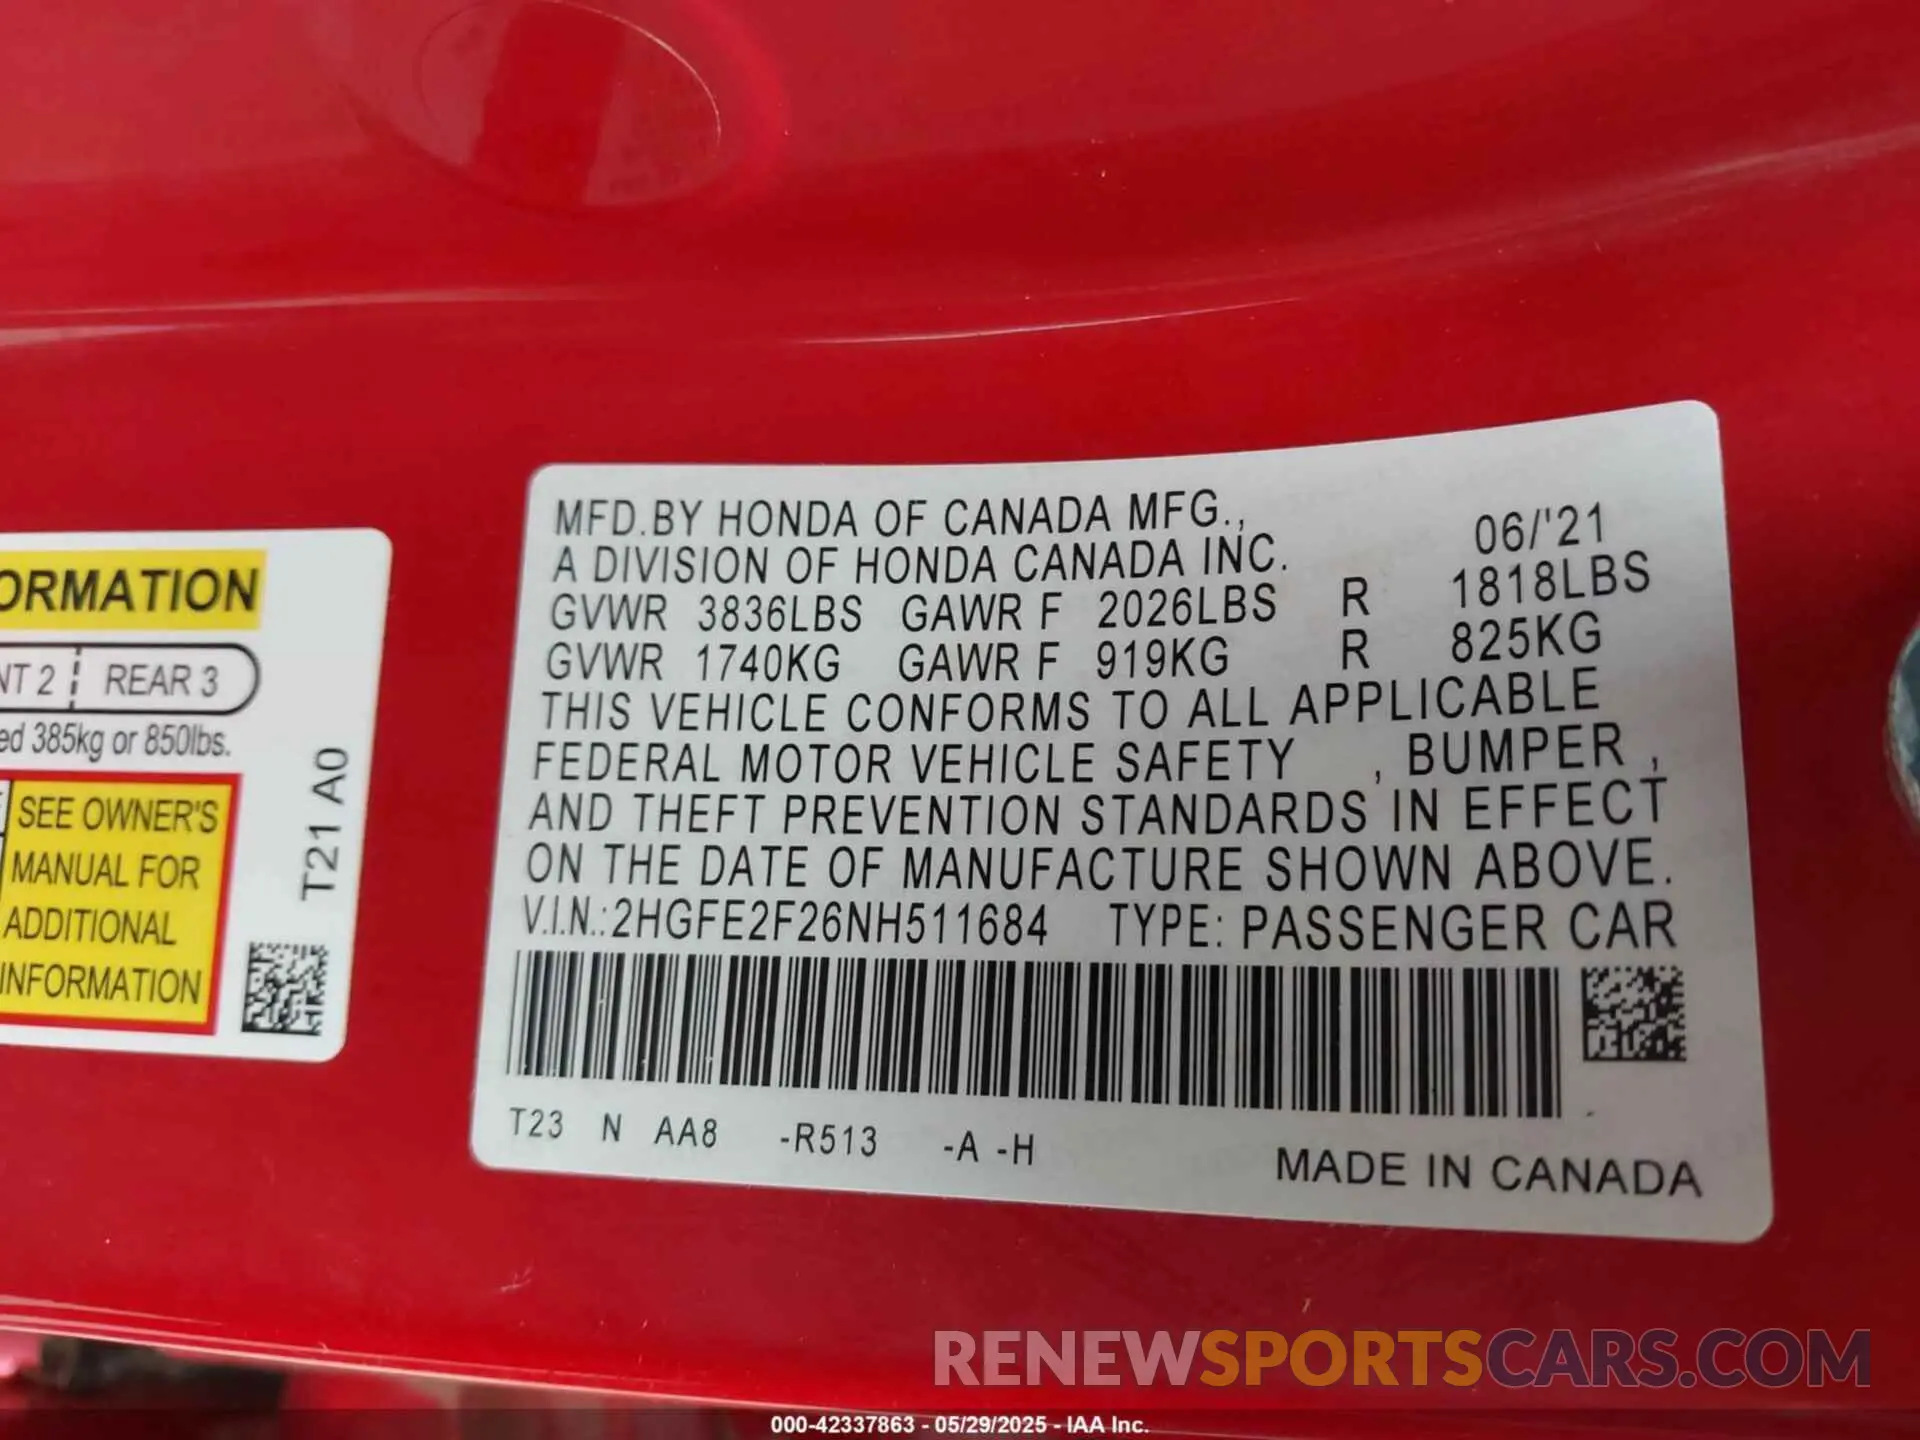 ORMATION
NT 2 REAR 3
ed 385kg or 850lbs.
SEE OWNER'S
MANUAL FOR
ADDITIONAL
INFORMATION
T21 A0
MFD.BY HONDA OF CANADA MFG., 06/'21
A DIVISION OF HONDA CANADA INC.
GVWR 3836LBS GAWR F 2026LBS R 1818LBS
GVWR 1740KG GAWR F 919KG R 825KG
THIS VEHICLE CONFORMS TO ALL APPLICABLE
FEDERAL MOTOR VEHICLE SAFETY , BUMPER ,
AND THEFT PREVENTION STANDARDS IN EFFECT
ON THE DATE OF MANUFACTURE SHOWN ABOVE.
V.I.N.:2HGFE2F26NH511684 TYPE: PASSENGER CAR
T23 N AA8 -R513 -A -H
MADE IN CANADA
RENEWSPORTSCARS.COM
000-42337863 - 05/29/2025 - IAA Inc.